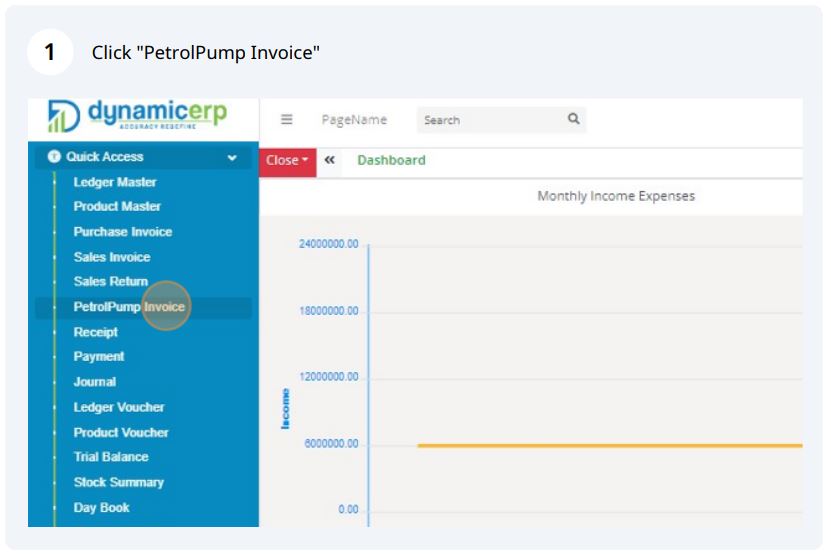 1 Click "PetrolPump Invoice"
dynamicerp
ACCURACY REDEFINE
PageName
Search
Quick Access
Close
Dashboard
Ledger Master
Product Master
Purchase Invoice
Sales Invoice
Sales Return
PetrolPump Invoice
Receipt
Payment
Journal
Ledger Voucher
Product Voucher
Trial Balance
Stock Summary
Day Book
Monthly Income Expenses
24000000.00
18000000.00
12000000.00
6000000.00
0.00
Income